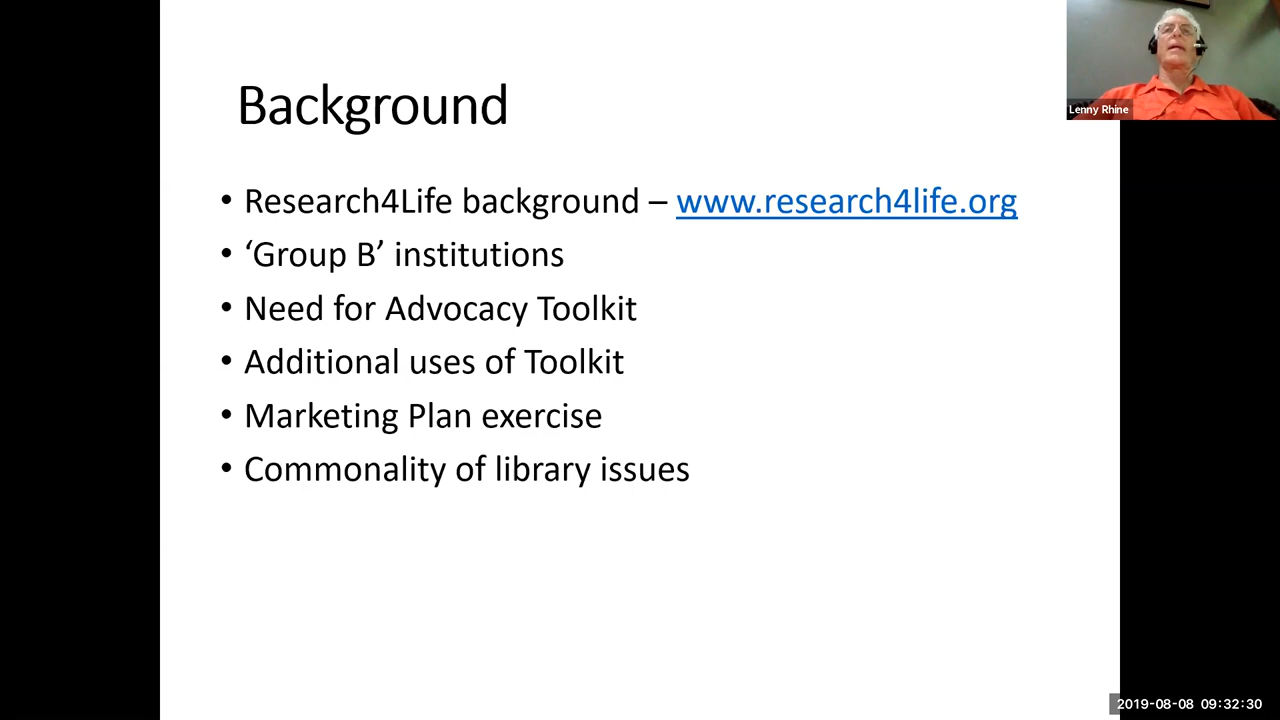 Background
• Research4Life background – www.research4life.org
• ‘Group B’ institutions
• Need for Advocacy Toolkit
• Additional uses of Toolkit
• Marketing Plan exercise
• Commonality of library issues
Lenny Rhine
2019-08-08 09:32:30